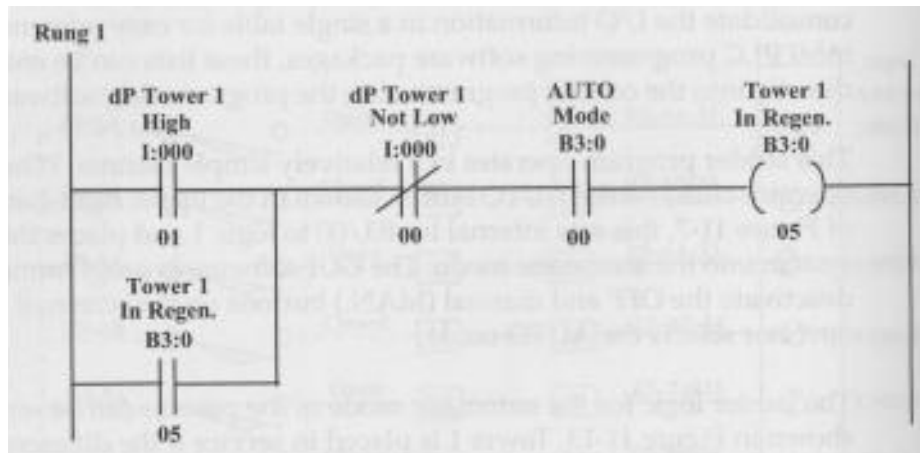 Rung 1
dP Tower 1
High
I:000
01
dP Tower 1
Not Low
I:000
00
AUTO
Mode
B3:0
00
Tower 1
In Regen.
B3:0
05
Tower 1
In Regen.
B3:0
05